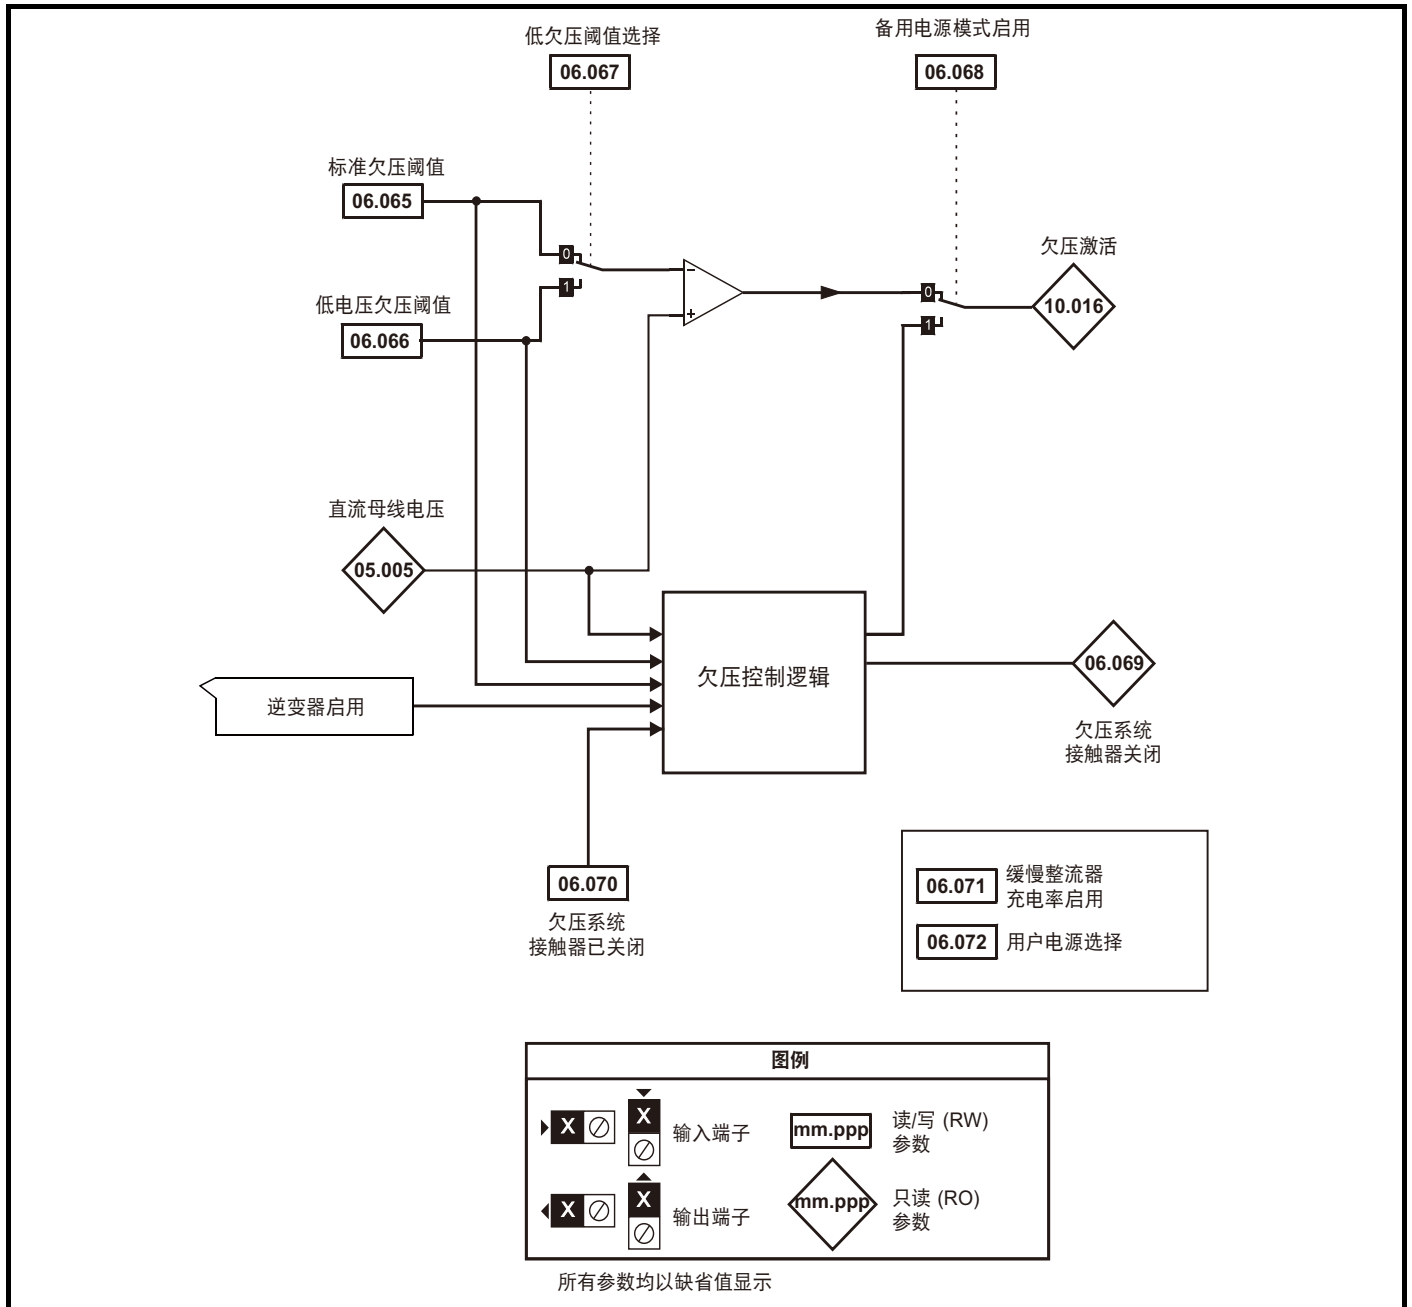 低欠压阈值选择
06.067
备用电源模式启用
06.068
标准欠压阈值
06.065
0
1
低电压欠压阈值
06.066
−
+
0
1
欠压激活
10.016
直流母线电压
05.005
欠压控制逻辑
逆变器启用
06.069
欠压系统
接触器关闭
06.070
欠压系统
接触器已关闭
06.071
缓慢整流器
充电率启用
06.072
用户电源选择
图例
X
X
输入端子
mm.ppp
读/写 (RW)
参数
X
X
输出端子
mm.ppp
只读 (RO)
参数
所有参数均以缺省值显示